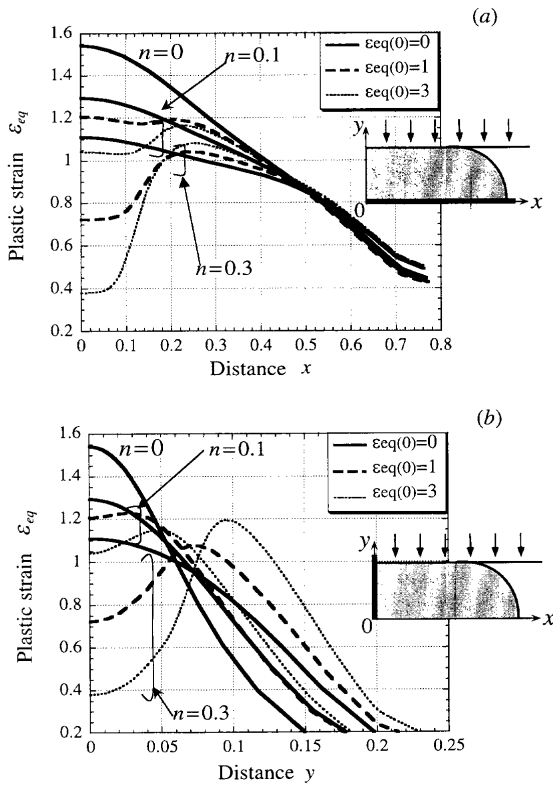 (a)
Plastic strain εeq
1.6
1.4
1.2
1
0.8
0.6
0.4
0.2
n=0
n=0.1
n=0.3
εeq(0)=0
εeq(0)=1
εeq(0)=3
y
0
x
0 0.1 0.2 0.3 0.4 0.5 0.6 0.7 0.8
Distance x
(b)
Plastic strain εeq
1.6
1.4
1.2
1
0.8
0.6
0.4
0.2
n=0
n=0.1
n=0.3
εeq(0)=0
εeq(0)=1
εeq(0)=3
y
0
x
0 0.05 0.1 0.15 0.2 0.25
Distance y